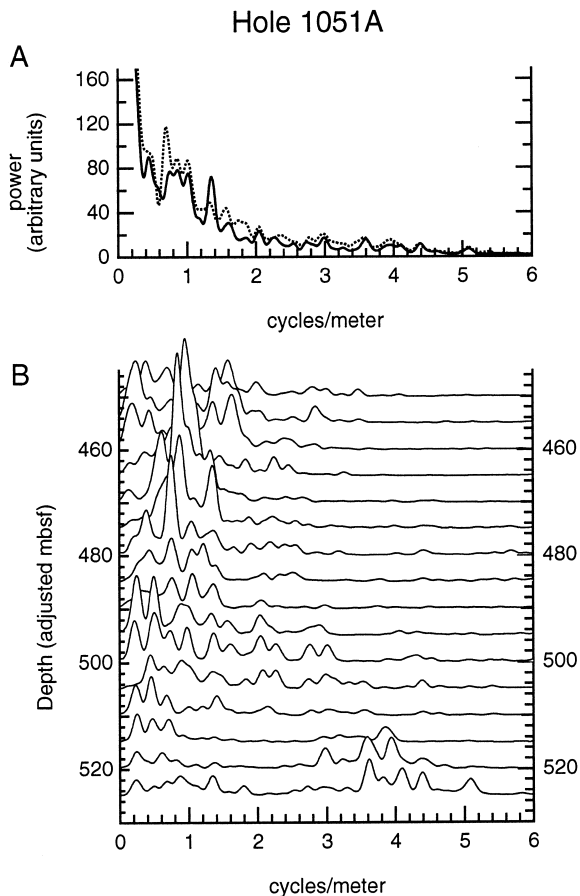 Hole 1051A
A
power
(arbitrary units)
160
120
80
40
0
0 1 2 3 4 5 6
cycles/meter
B
Depth (adjusted mbsf)
460 460
480 480
500 500
520 520
0 1 2 3 4 5 6
cycles/meter